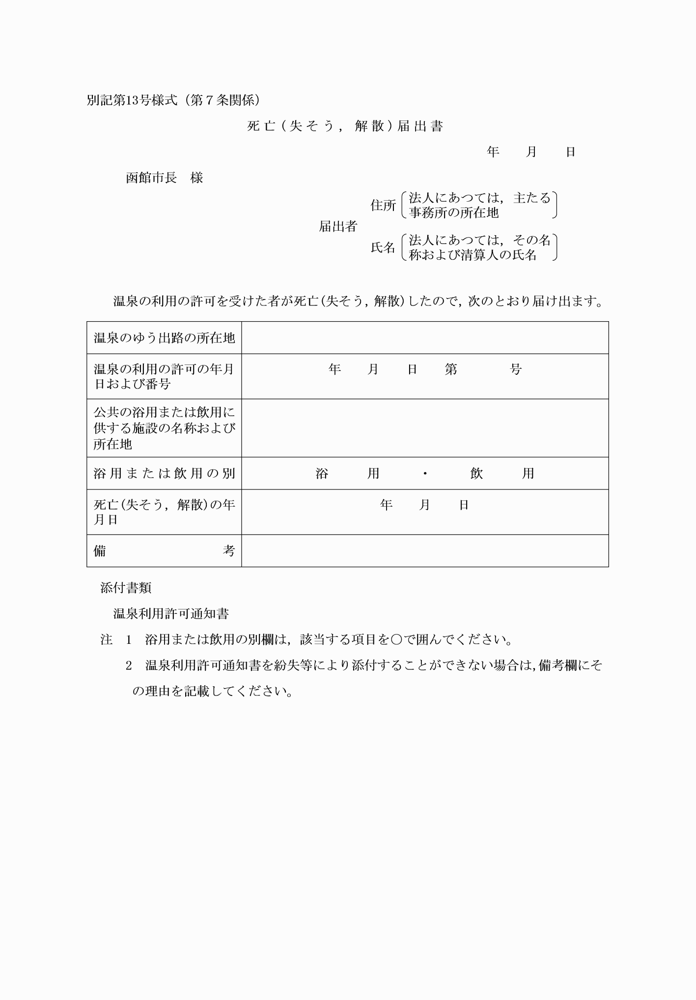 別記第13号様式（第７条関係）
死亡(失そう，解散)届出書
年　　月　　日
函館市長　様
住所
法人にあつては，主たる
事務所の所在地
届出者
氏名
法人にあつては，その名
称および清算人の氏名
温泉の利用の許可を受けた者が死亡(失そう，解散)したので，次のとおり届け出ます。
温泉のゆう出路の所在地
温泉の利用の許可の年月
日および番号
年　　月　　日　　第　　　　号
公共の浴用または飲用に
供する施設の名称および
所在地
浴用または飲用の別
浴　　　用　　　・　　　飲　　　用
死亡(失そう，解散)の年
月日
年　　月　　日
備　　　　　　　　　考
添付書類
温泉利用許可通知書
注　1　浴用または飲用の別欄は，該当する項目を○で囲んでください。
2　温泉利用許可通知書を紛失等により添付することができない場合は，備考欄にそ
の理由を記載してください。